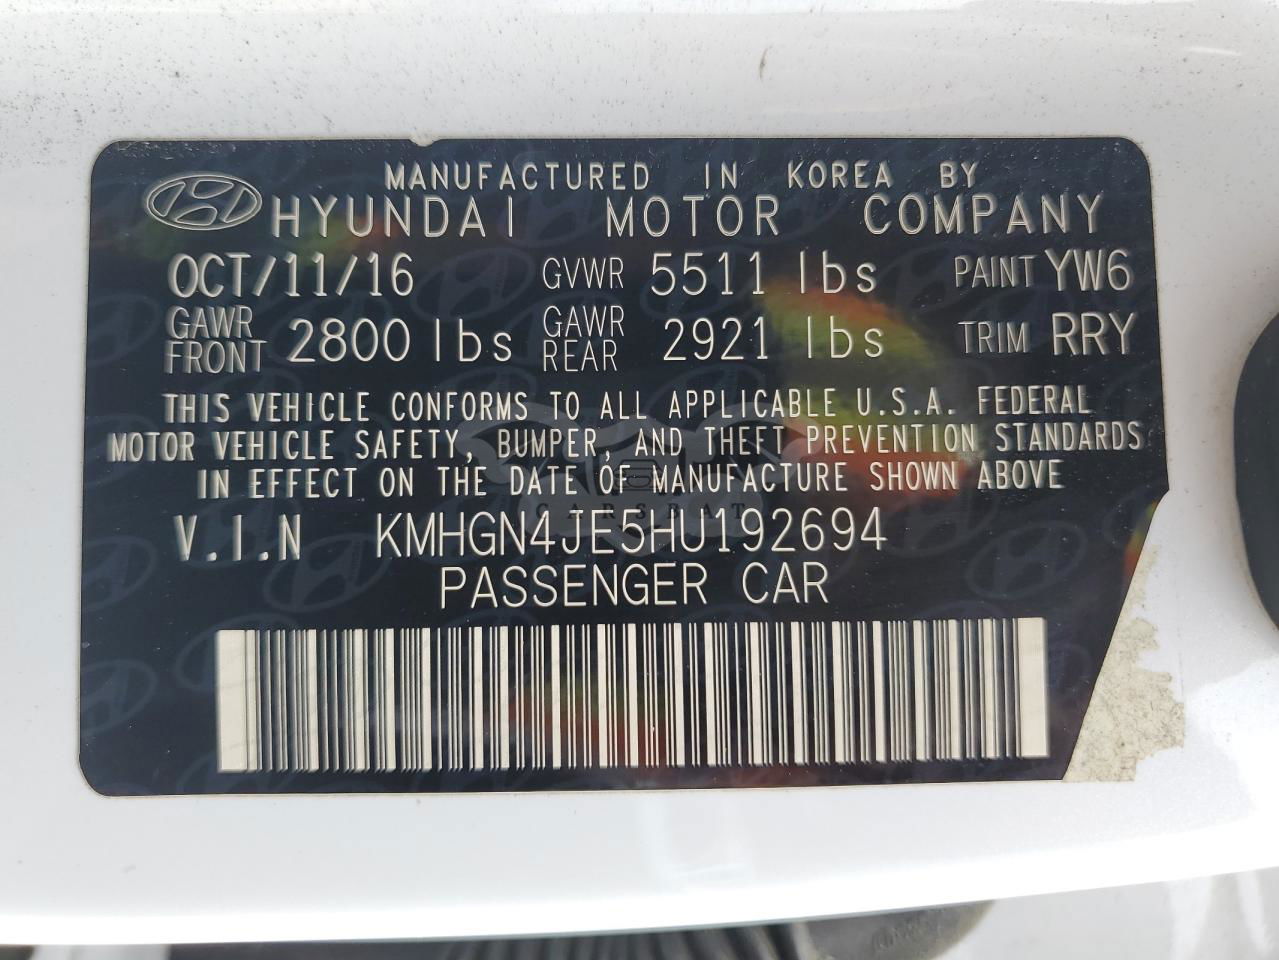 MANUFACTURED IN KOREA BY
HYUNDAI MOTOR COMPANY
OCT/11/16 GVWR 5511 lbs PAINT YW6
GAWR FRONT 2800 lbs GAWR REAR 2921 lbs TRIM RRY
THIS VEHICLE CONFORMS TO ALL APPLICABLE U.S.A. FEDERAL
MOTOR VEHICLE SAFETY, BUMPER, AND THEFT PREVENTION STANDARDS
IN EFFECT ON THE DATE OF MANUFACTURE SHOWN ABOVE
CARSBAT
V.I.N KMHGN4JE5HU192694
PASSENGER CAR